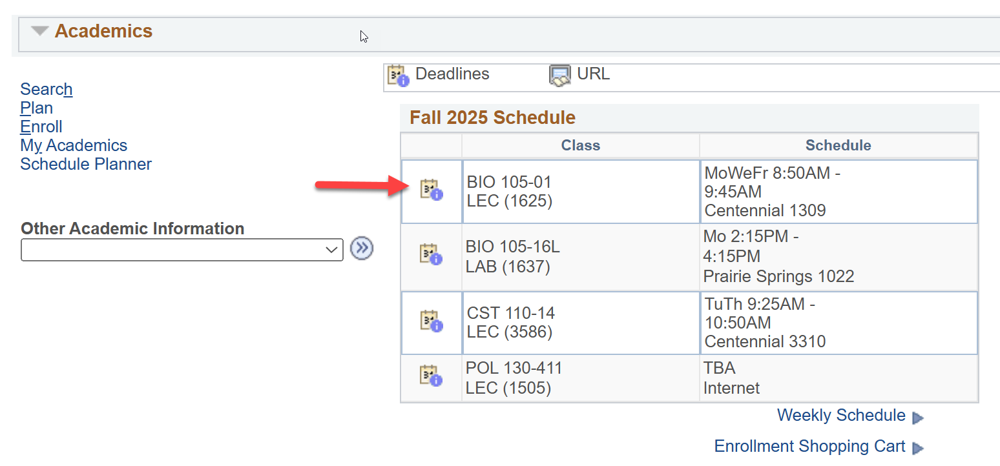 Academics
Search
Plan
Enroll
My Academics
Schedule Planner
Other Academic Information
Deadlines URL
Fall 2025 Schedule
Class Schedule
BIO 105-01
LEC (1625)
MoWeFr 8:50AM -
9:45AM
Centennial 1309
BIO 105-16L
LAB (1637)
Mo 2:15PM -
4:15PM
Prairie Springs 1022
CST 110-14
LEC (3586)
TuTh 9:25AM -
10:50AM
Centennial 3310
POL 130-411
LEC (1505)
TBA
Internet
Weekly Schedule
Enrollment Shopping Cart